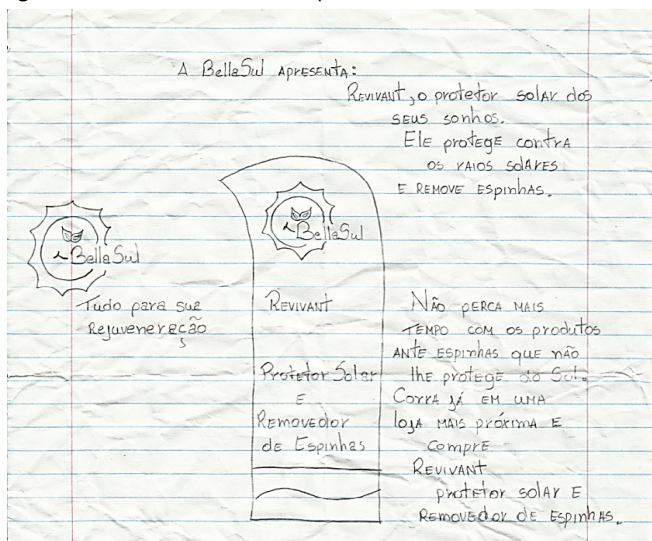 A BellaSul APRESENTA:
REVIVANT, o protetor solar dos
seus sonhos.
Ele protege contra
os raios solares
E REMOVE Espinhas.
BellaSul
Tudo para sua
Rejuveneração
BellaSul
REVIVANT
Protetor Solar
E
Removedor
de Espinhas
Não perca mais
tempo com os produtos
ante espinhas que não
lhe protege do Sol.
Corra já em uma
loja mais próxima e
compre
Revivant
protetor solar e
Removedor de Espinhas.